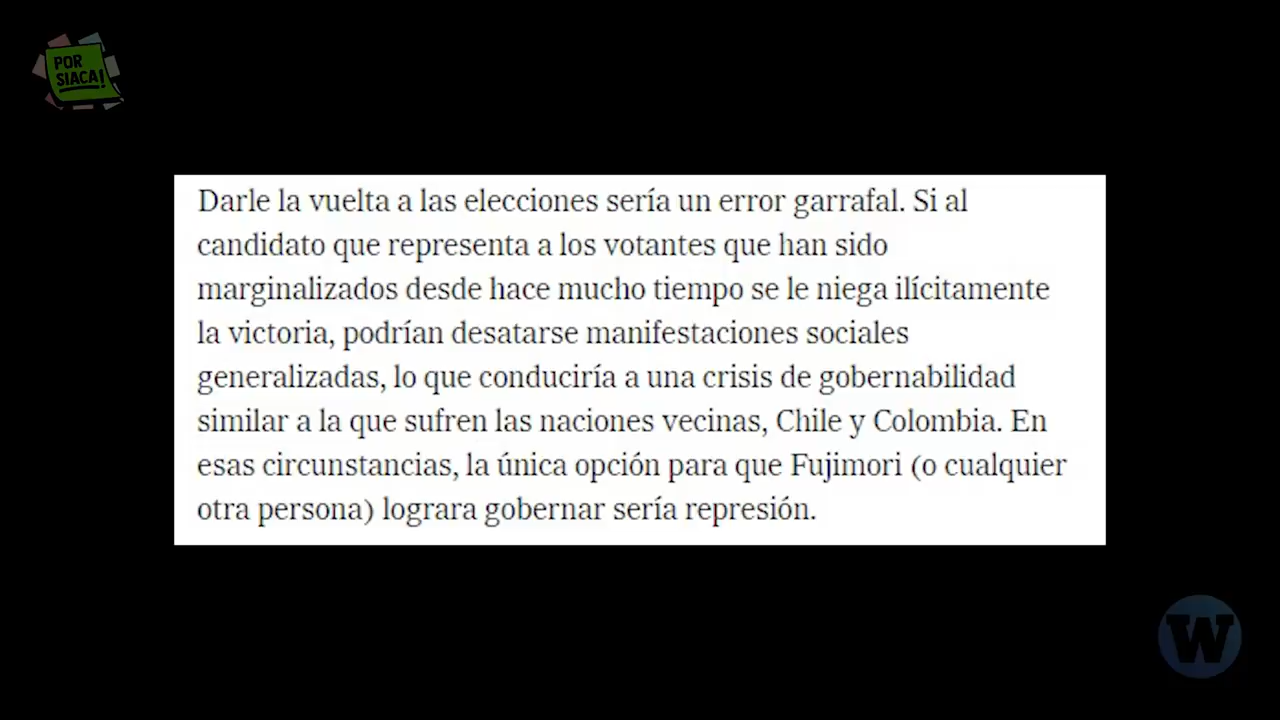 POR
SIACA!
Darle la vuelta a las elecciones sería un error garrafal. Si al
candidato que representa a los votantes que han sido
marginalizados desde hace mucho tiempo se le niega ilícitamente
la victoria, podrían desatarse manifestaciones sociales
generalizadas, lo que conduciría a una crisis de gobernabilidad
similar a la que sufren las naciones vecinas, Chile y Colombia. En
esas circunstancias, la única opción para que Fujimori (o cualquier
otra persona) lograra gobernar sería represión.
W